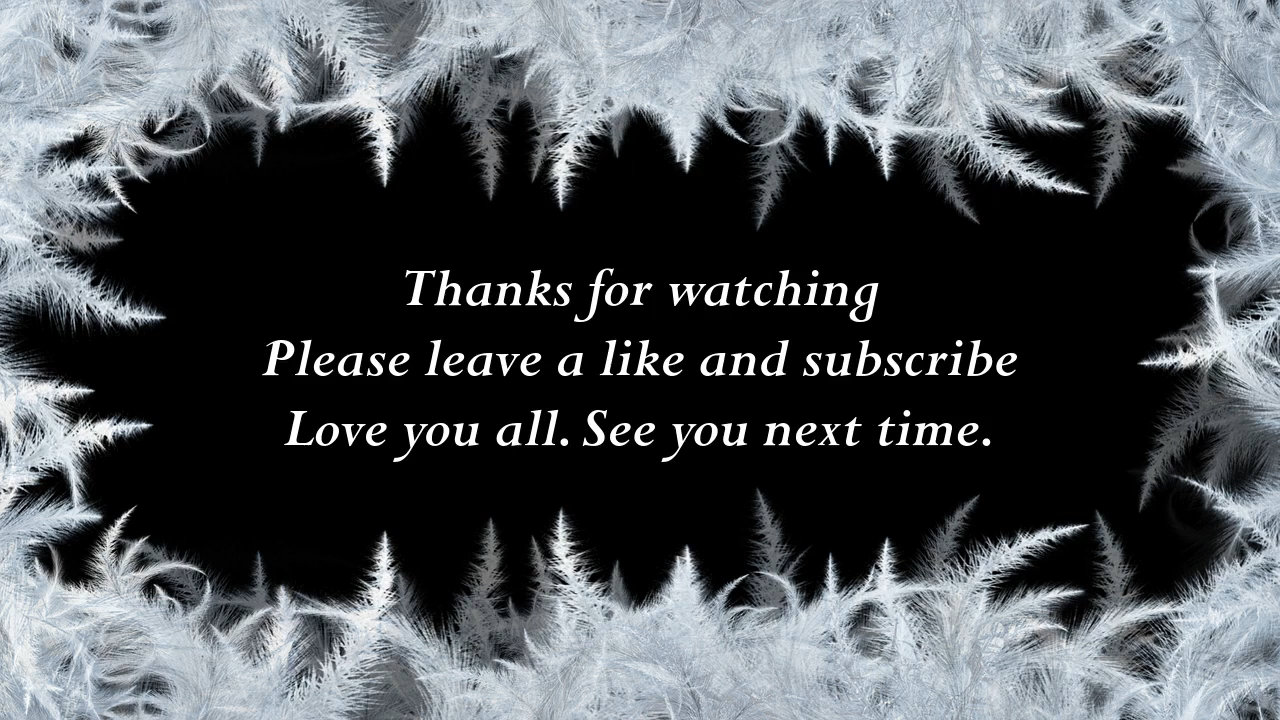 Thanks for watching
Please leave a like and subscribe
Love you all. See you next time.